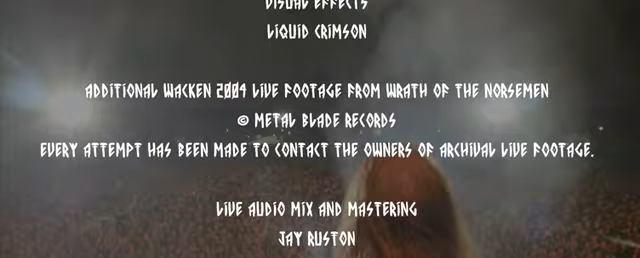 VISUAL EFFECTS
LIQUID CRIMSON
ADDITIONAL WACKEN 2004 LIVE FOOTAGE FROM WRATH OF THE NORSEMEN
© METAL BLADE RECORDS
EVERY ATTEMPT HAS BEEN MADE TO CONTACT THE OWNERS OF ARCHIVAL LIVE FOOTAGE.
LIVE AUDIO MIX AND MASTERING
JAY RUSTON